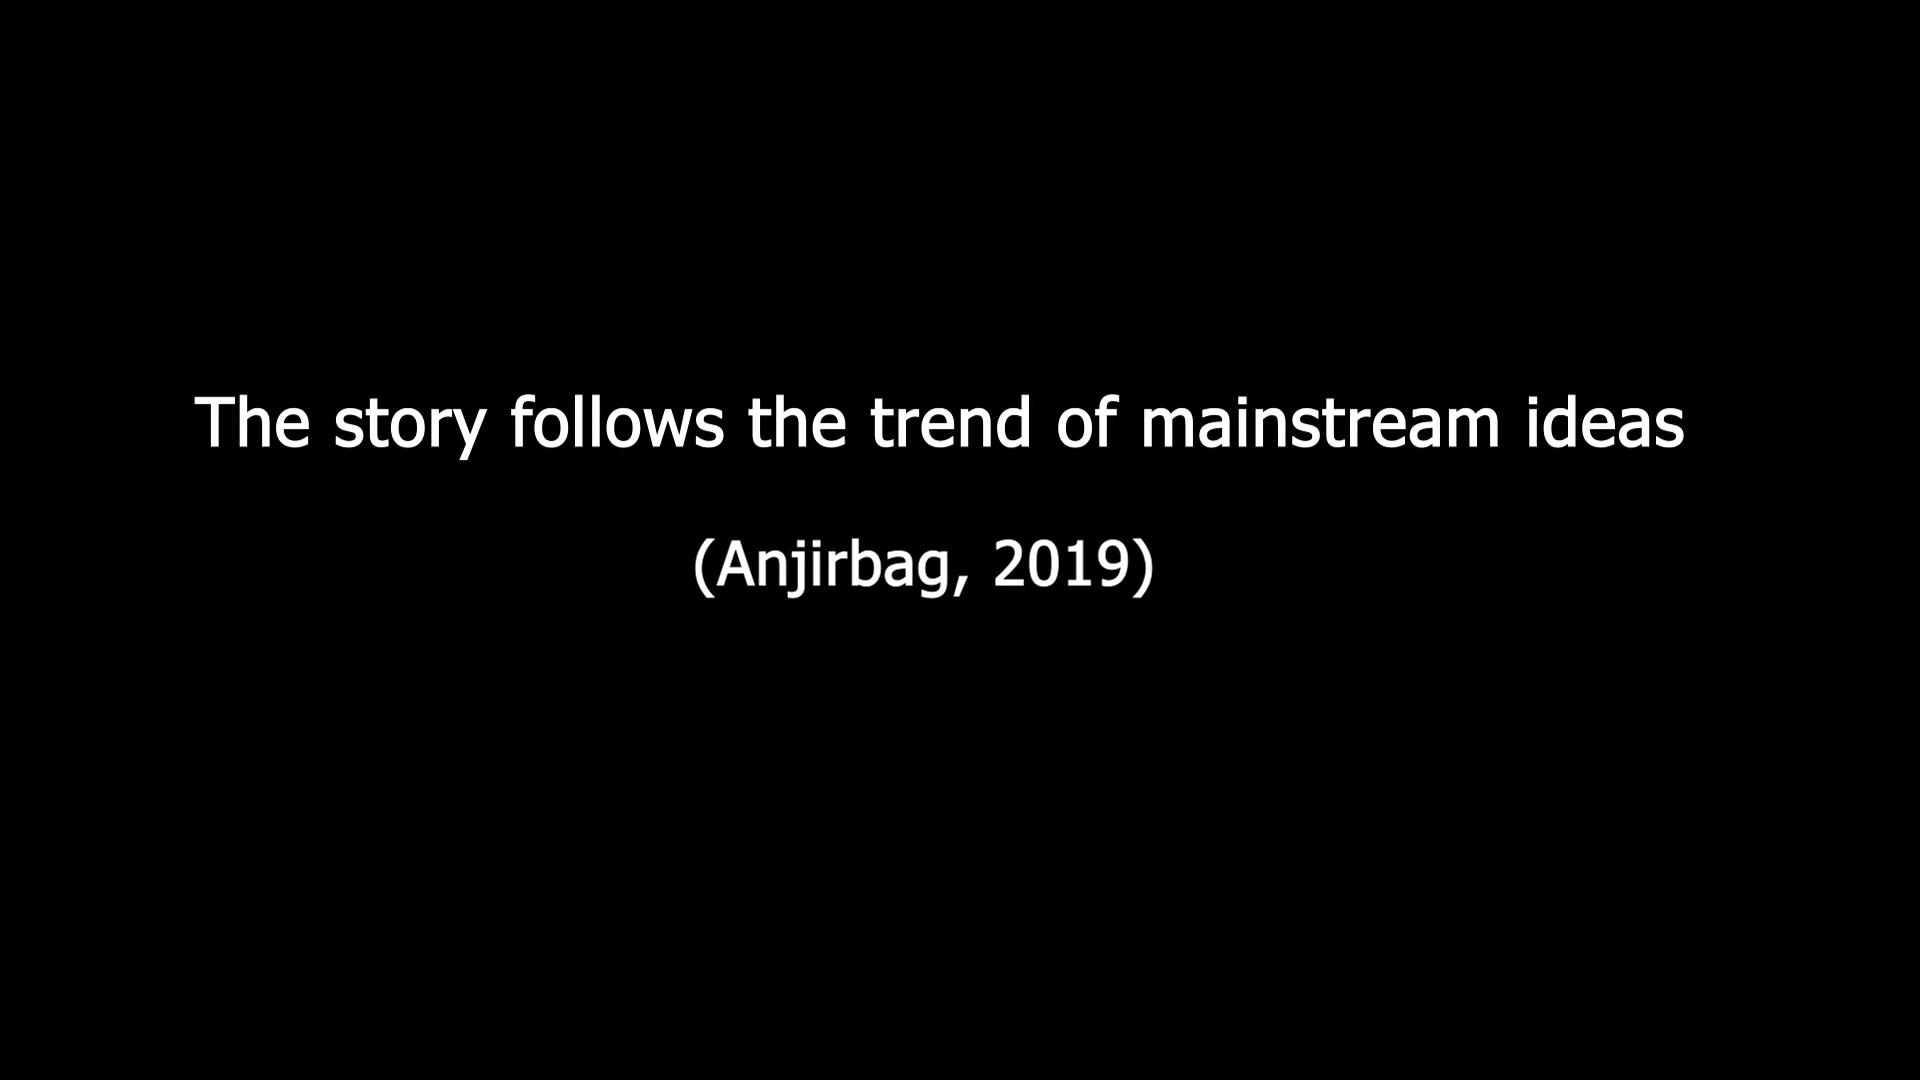 The story follows the trend of mainstream ideas
(Anjirbag, 2019)